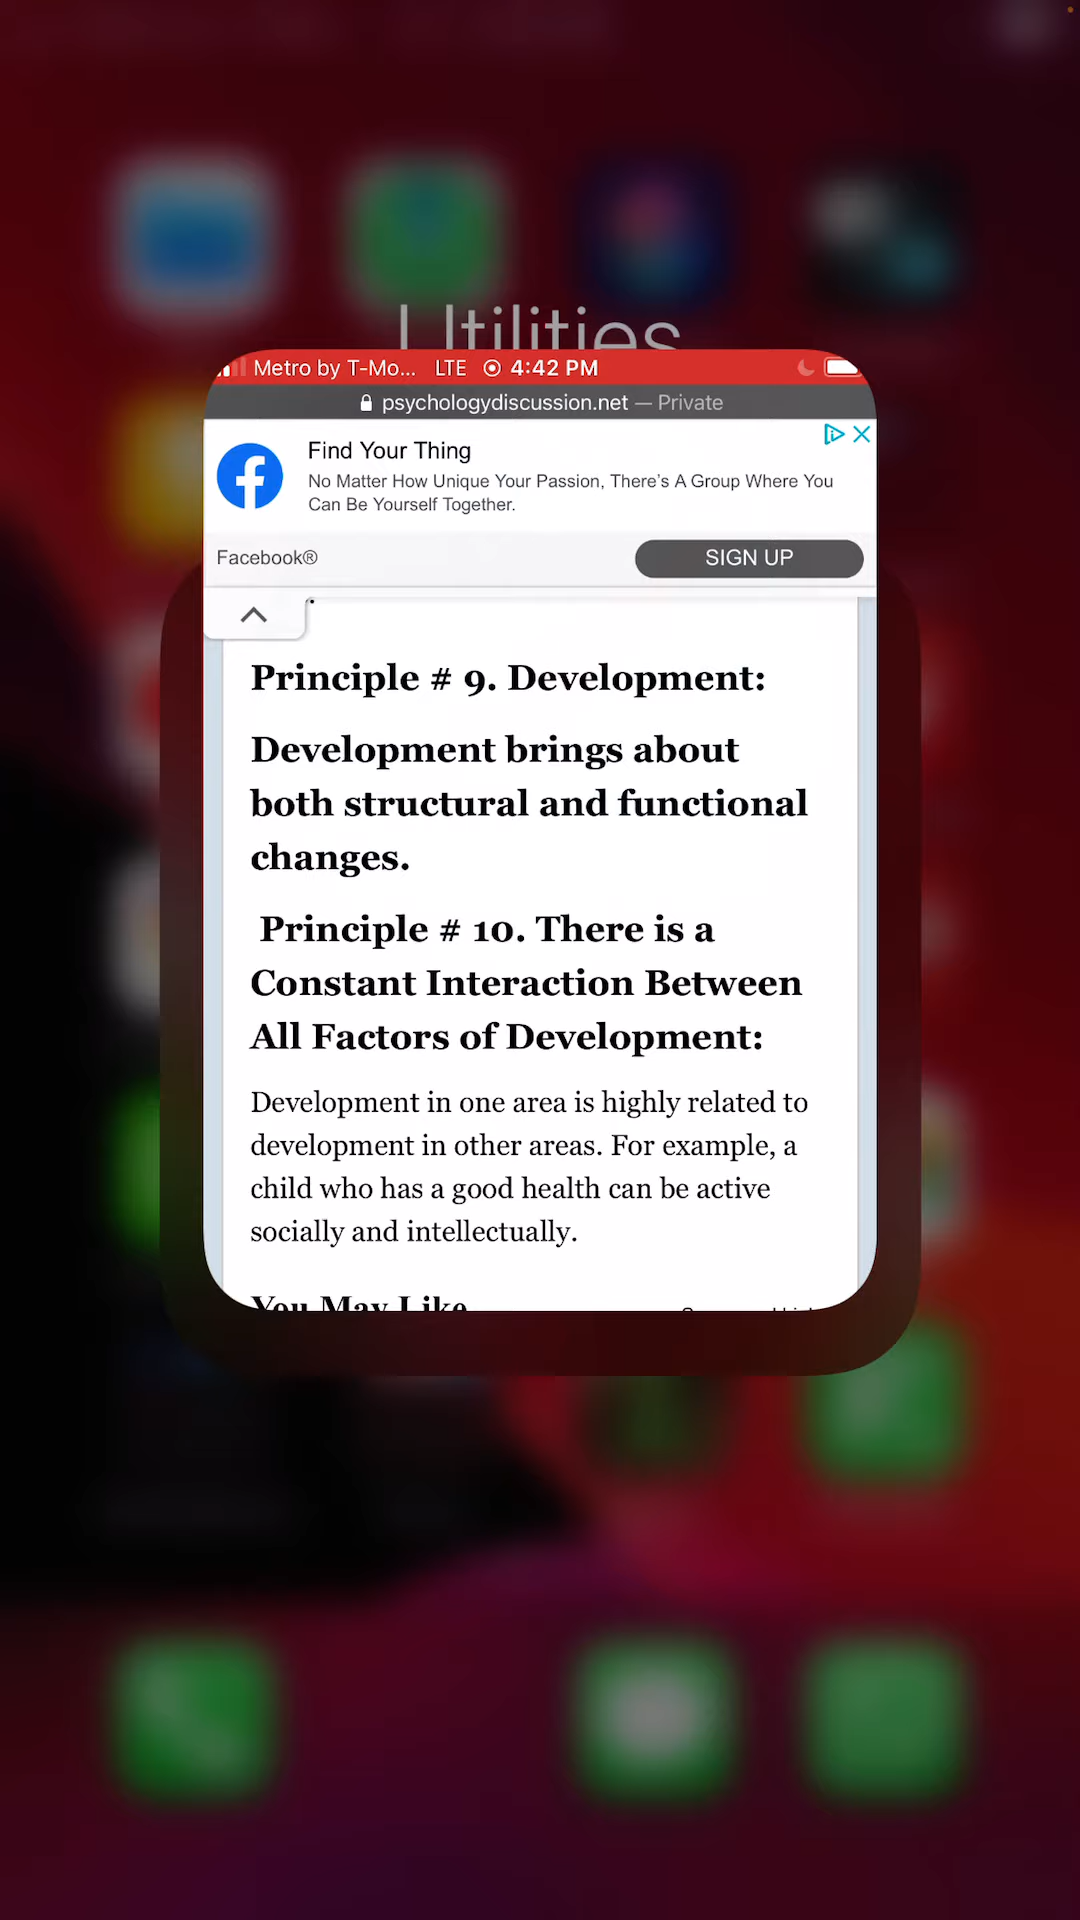 Utilities
Metro by T-Mo... LTE 4:42 PM
psychologydiscussion.net — Private
Find Your Thing
No Matter How Unique Your Passion, There's A Group Where You
Can Be Yourself Together.
Facebook®
SIGN UP
Principle # 9. Development:
Development brings about
both structural and functional
changes.
Principle # 10. There is a
Constant Interaction Between
All Factors of Development:
Development in one area is highly related to
development in other areas. For example, a
child who has a good health can be active
socially and intellectually.
You May Like